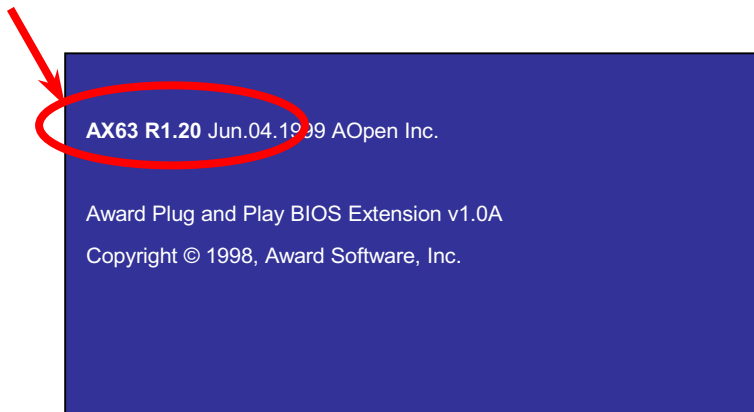 AX63 R1.20 Jun.04.1999 AOpen Inc.
Award Plug and Play BIOS Extension v1.0A
Copyright © 1998, Award Software, Inc.